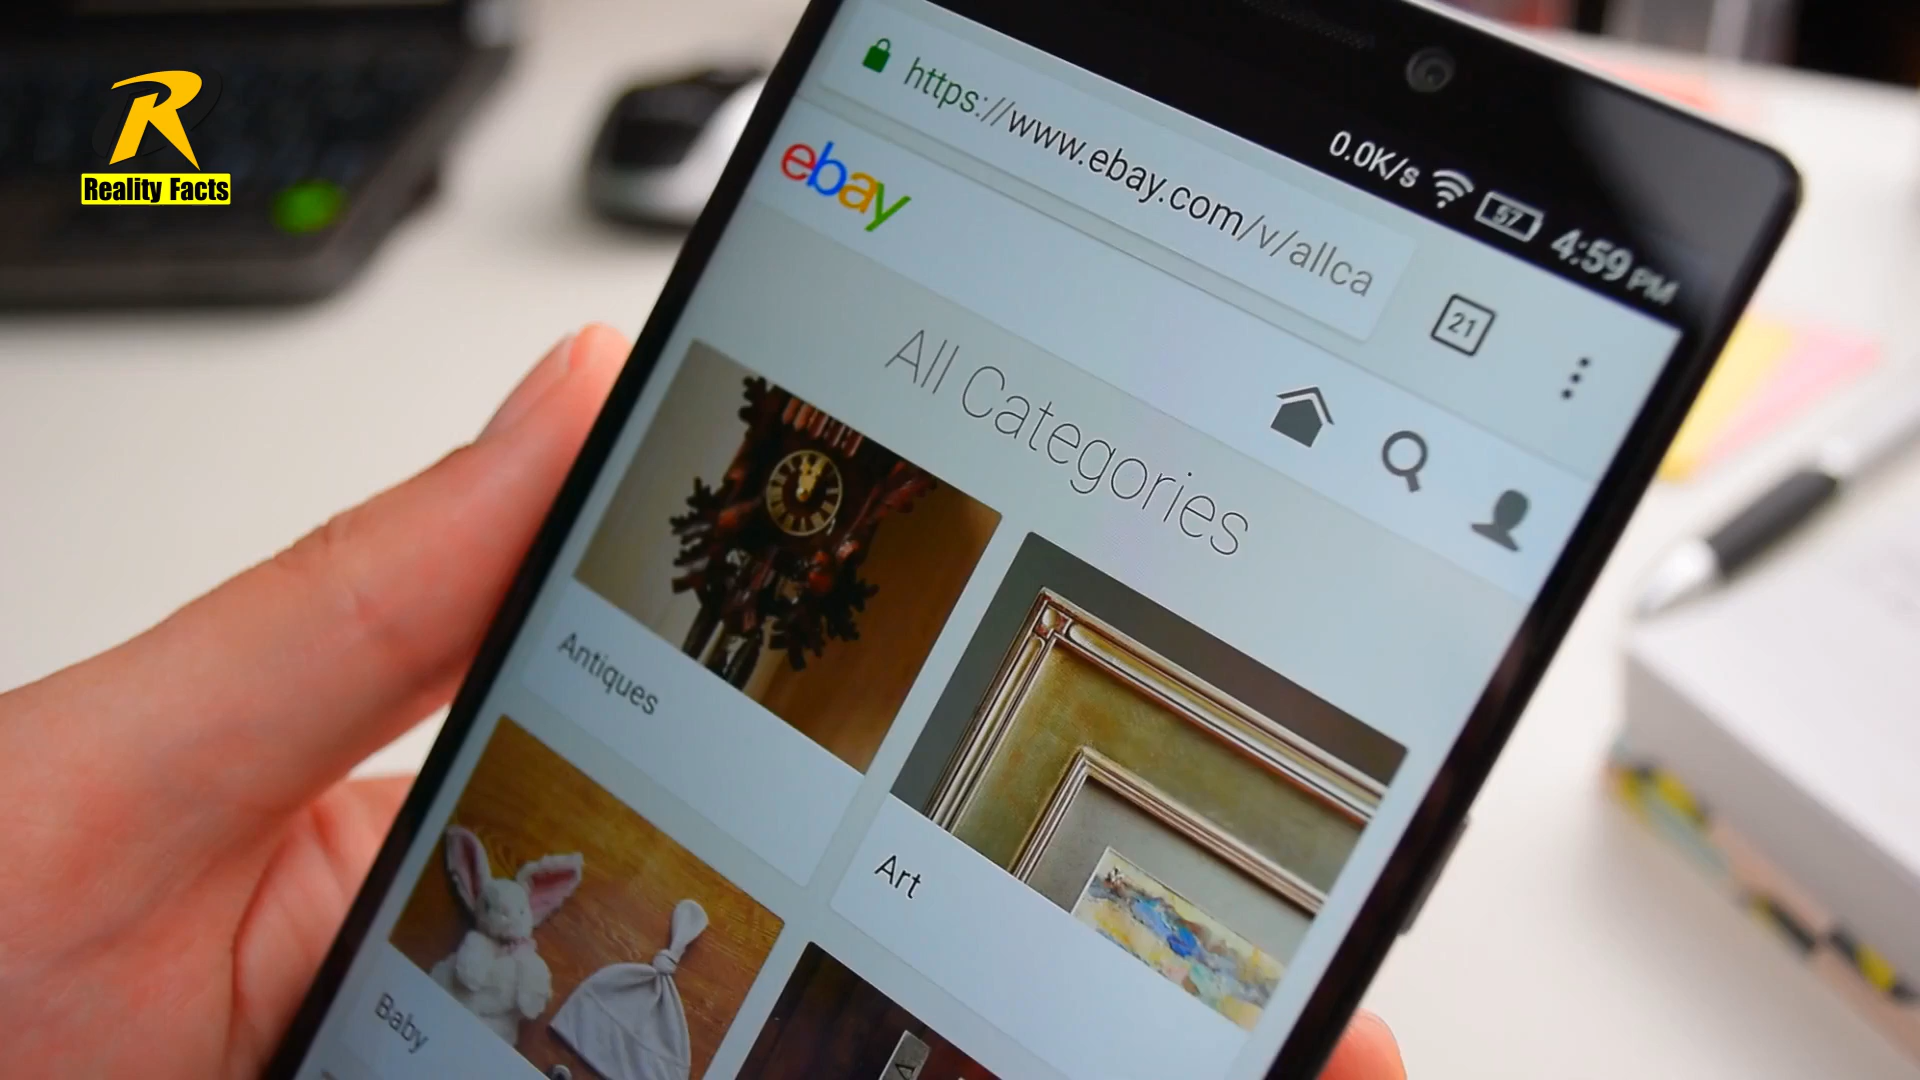 R
Reality Facts
0.0K/s 57 4:59 PM
https://www.ebay.com/v/allca
21
ebay
All Categories
Antiques
Art
Baby